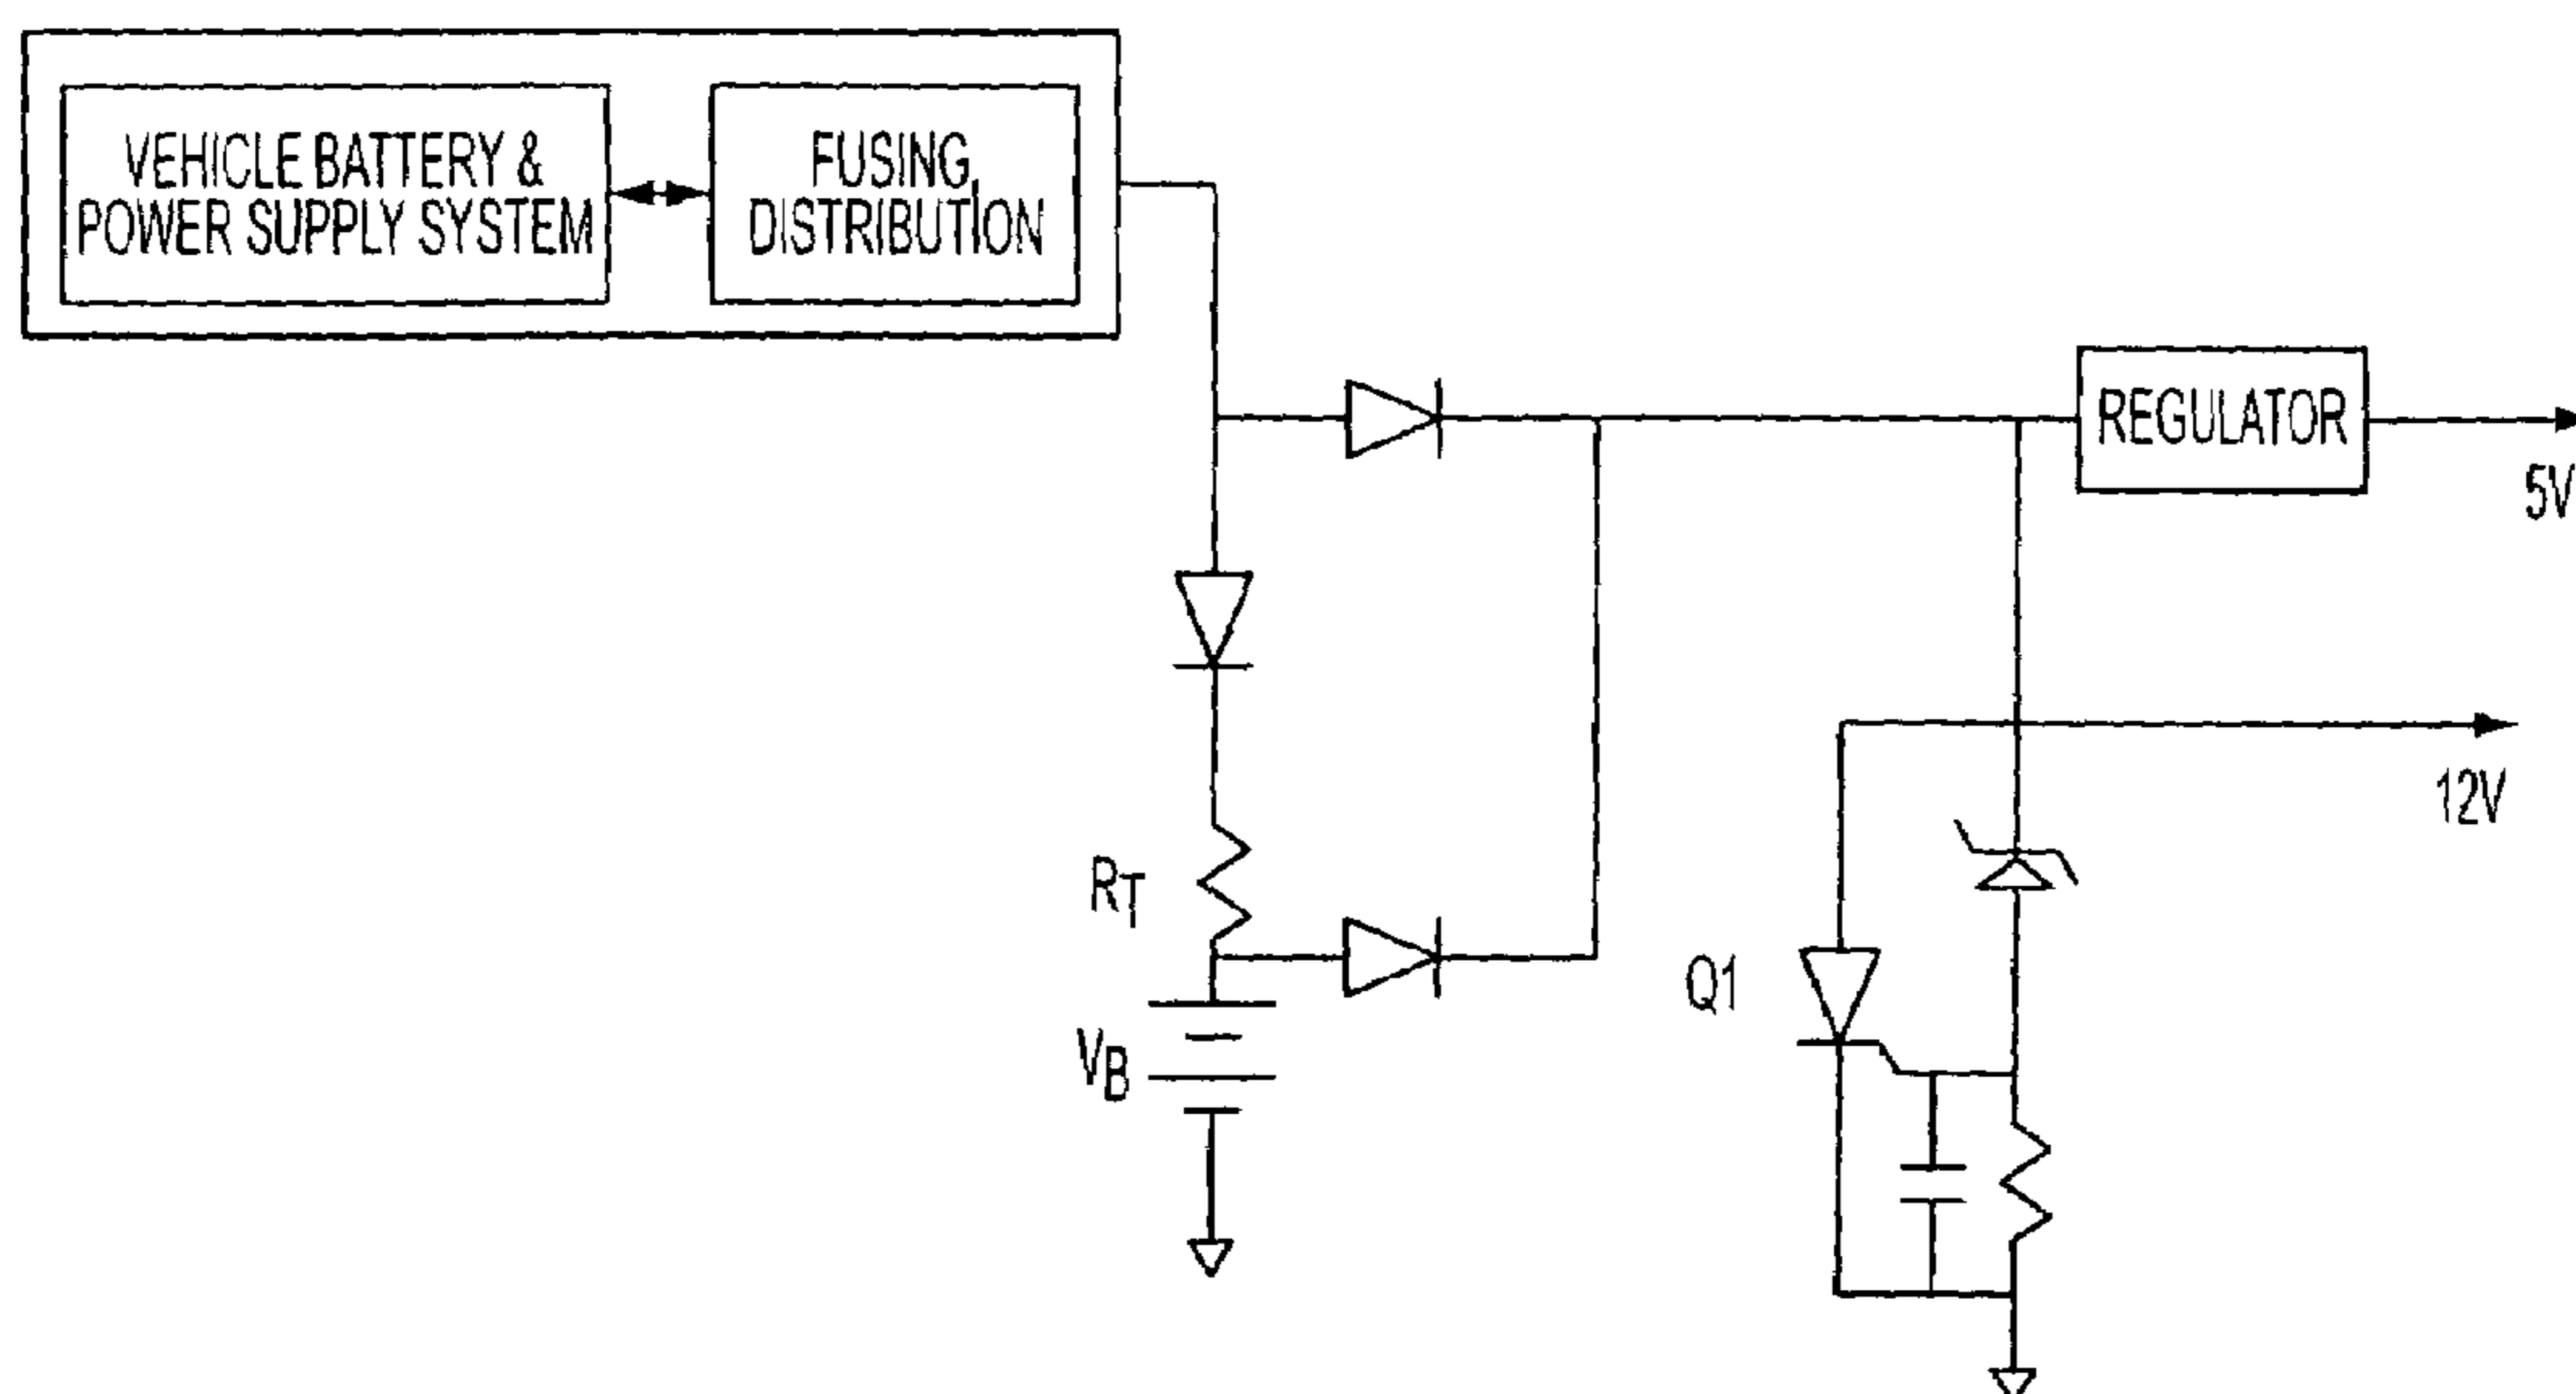 VEHICLE BATTERY &
POWER SUPPLY SYSTEM
FUSING,
DISTRIBUTION
REGULATOR
5V
12V
RT
Q1
VB